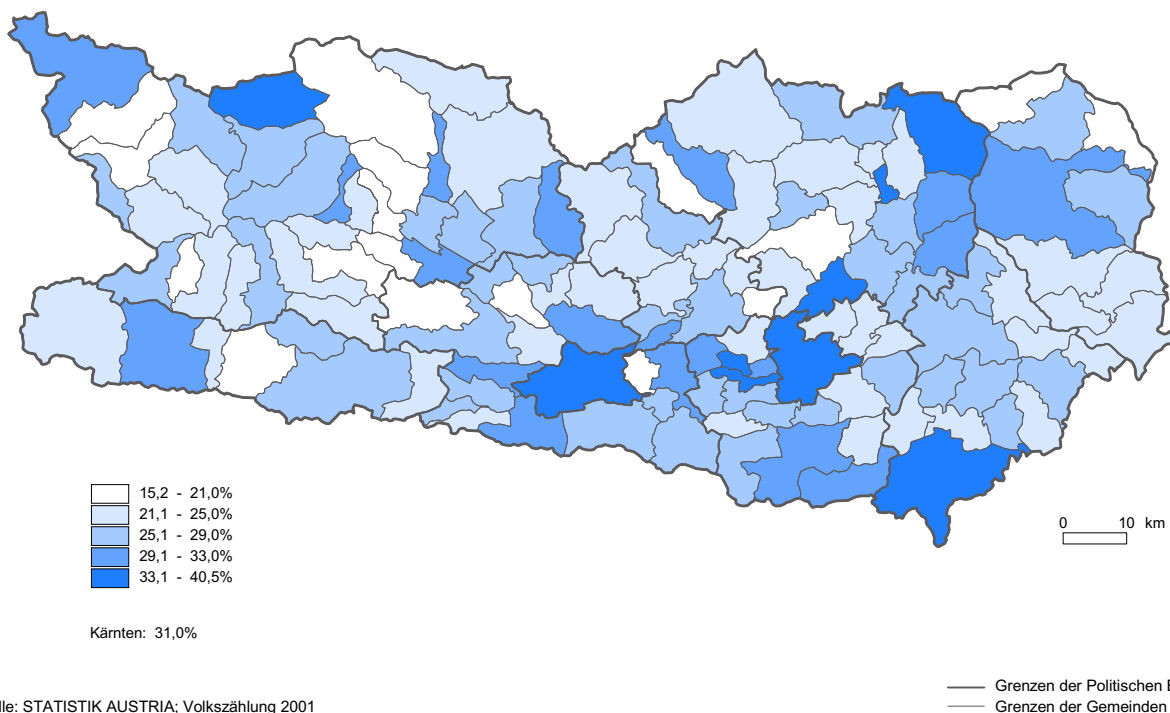 15,2 - 21,0%
21,1 - 25,0%
25,1 - 29,0%
29,1 - 33,0%
33,1 - 40,5%
0 10 km
Kärnten: 31,0%
Grenzen der Politischen
Grenzen der Gemeinden
lle: STATISTIK AUSTRIA; Volkszählung 2001